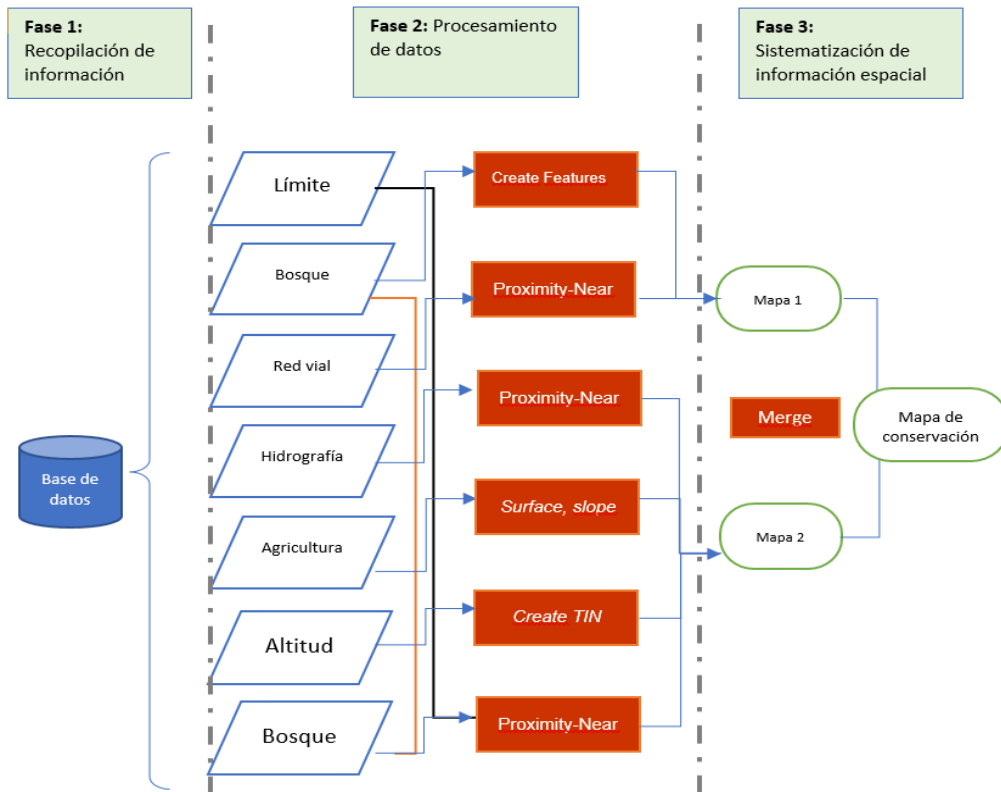 Fase 1:
Recopilación de
información
Fase 2: Procesamiento
de datos
Fase 3:
Sistematización de
información espacial
Base de
datos
Límite
Bosque
Red vial
Hidrografía
Agricultura
Altitud
Bosque
Create Features
Proximity-Near
Proximity-Near
Surface, slope
Create TIN
Proximity-Near
Mapa 1
Merge
Mapa 2
Mapa de
conservación